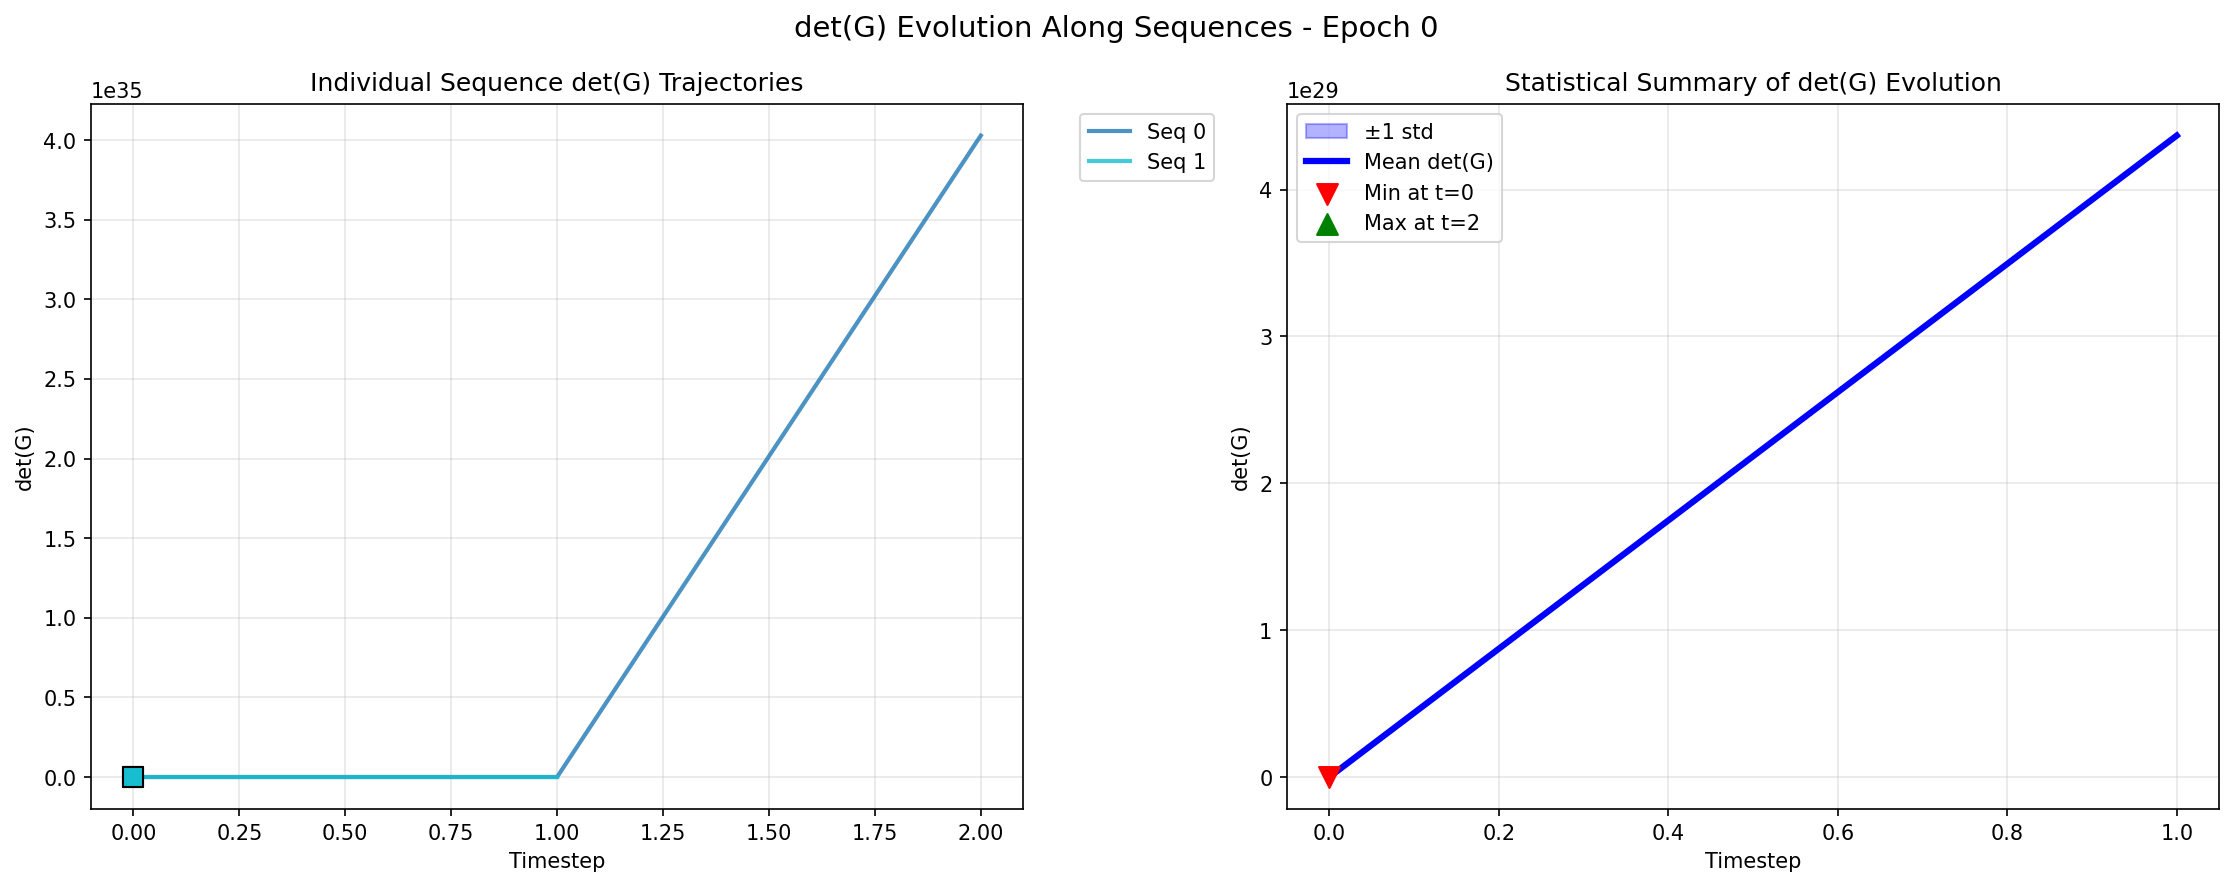 det(G) Evolution Along Sequences - Epoch 0
Individual Sequence det(G) Trajectories
1e35
4.0
3.5
3.0
2.5
2.0
1.5
1.0
0.5
0.0
det(G)
0.00 0.25 0.50 0.75 1.00 1.25 1.50 1.75 2.00
Timestep
Seq 0
Seq 1
Statistical Summary of det(G) Evolution
1e29
±1 std
Mean det(G)
Min at t=0
Max at t=2
4
3
2
1
0
det(G)
0.0 0.2 0.4 0.6 0.8 1.0
Timestep